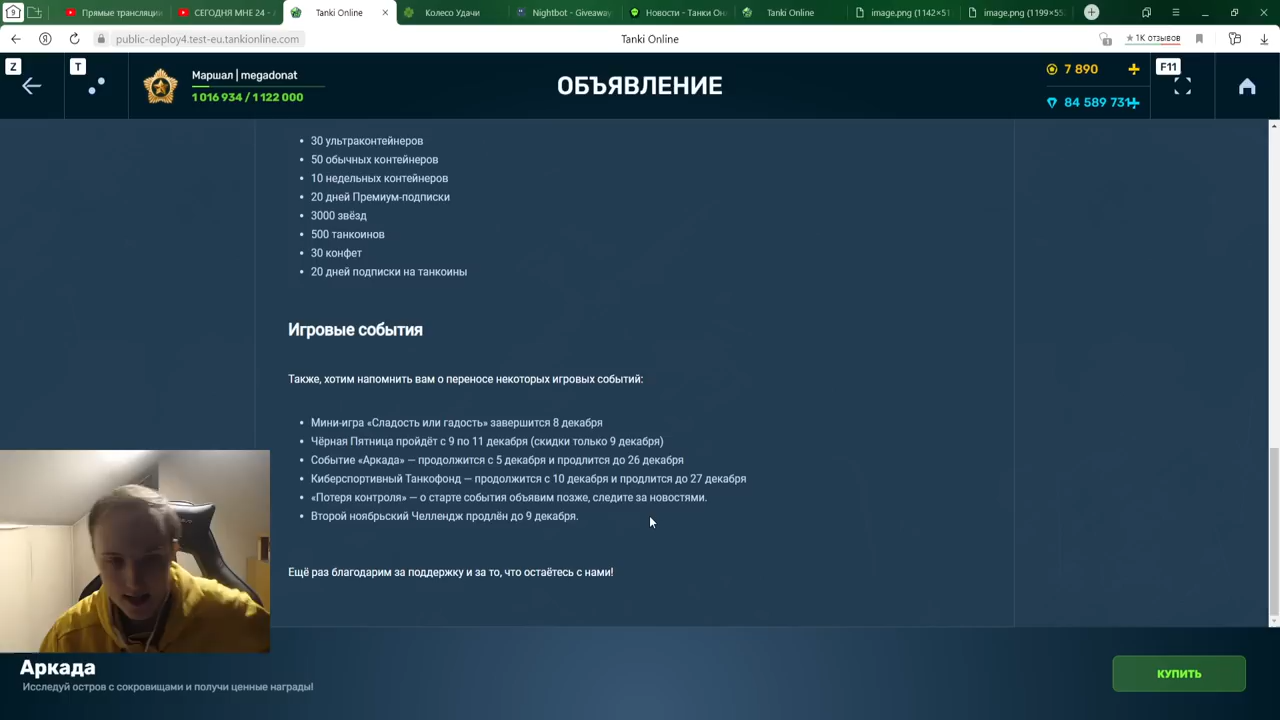 Прямые трансляции
СЕГОДНЯ МНЕ 24 -
Tanki Online
Колесо Удачи
Nightbot - Giveaway
Новости - Танки Он
Tanki Online
image.png (1142×51
image.png (1199×55
public-deploy4.test-eu.tankionline.com
Tanki Online
1К отзывов
Z
T
Маршал | megadonat
1 016 934 / 1 122 000
ОБЪЯВЛЕНИЕ
7 890
84 589 731
F11
• 30 ультраконтейнеров
• 50 обычных контейнеров
• 10 недельных контейнеров
• 20 дней Премиум-подписки
• 3000 звёзд
• 500 танкоинов
• 30 конфет
• 20 дней подписки на танкоины
Игровые события
Также, хотим напомнить вам о переносе некоторых игровых событий:
• Мини-игра «Сладость или гадость» завершится 8 декабря
• Чёрная Пятница пройдёт с 9 по 11 декабря (скидки только 9 декабря)
• Событие «Аркада» — продолжится с 5 декабря и продлится до 26 декабря
• Киберспортивный Танкофонд — продолжится с 10 декабря и продлится до 27 декабря
• «Потеря контроля» — о старте события объявим позже, следите за новостями.
• Второй ноябрьский Челлендж продлён до 9 декабря.
Ещё раз благодарим за поддержку и за то, что остаётесь с нами!
Аркада
Исследуй остров с сокровищами и получи ценные награды!
КУПИТЬ